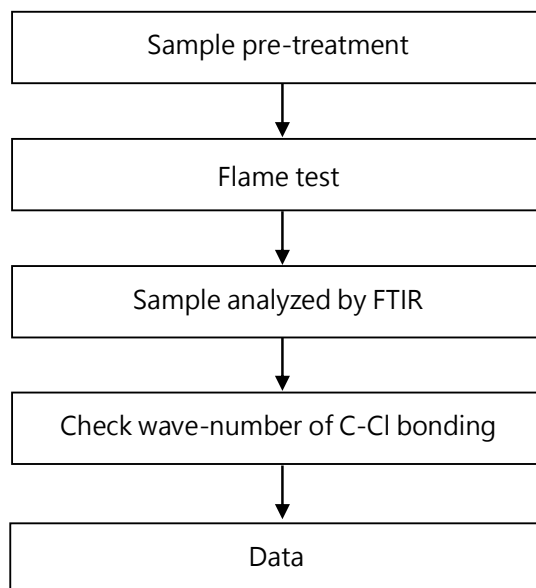 Sample pre-treatment
Flame test
Sample analyzed by FTIR
Check wave-number of C-Cl bonding
Data